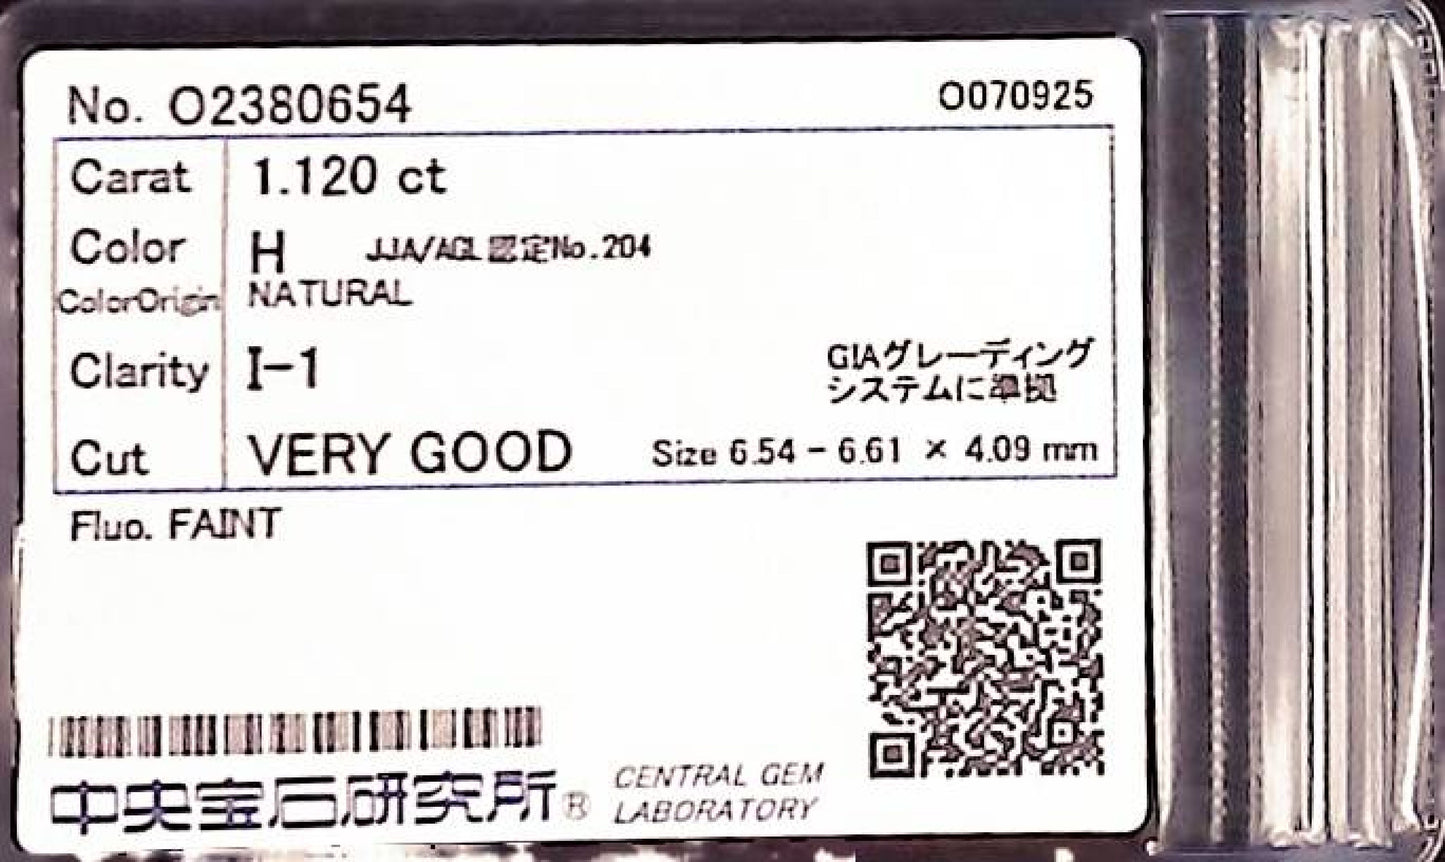 No. O2380654 O070925
Carat 1.120 ct
Color H JJA/AGL認定No.204
ColorOrigin NATURAL
Clarity I-1 GIAグレーディング
システムに準拠
Cut VERY GOOD Size 6.54 - 6.61 × 4.09 mm
Fluo. FAINT
中央宝石研究所® CENTRAL GEM
LABORATORY